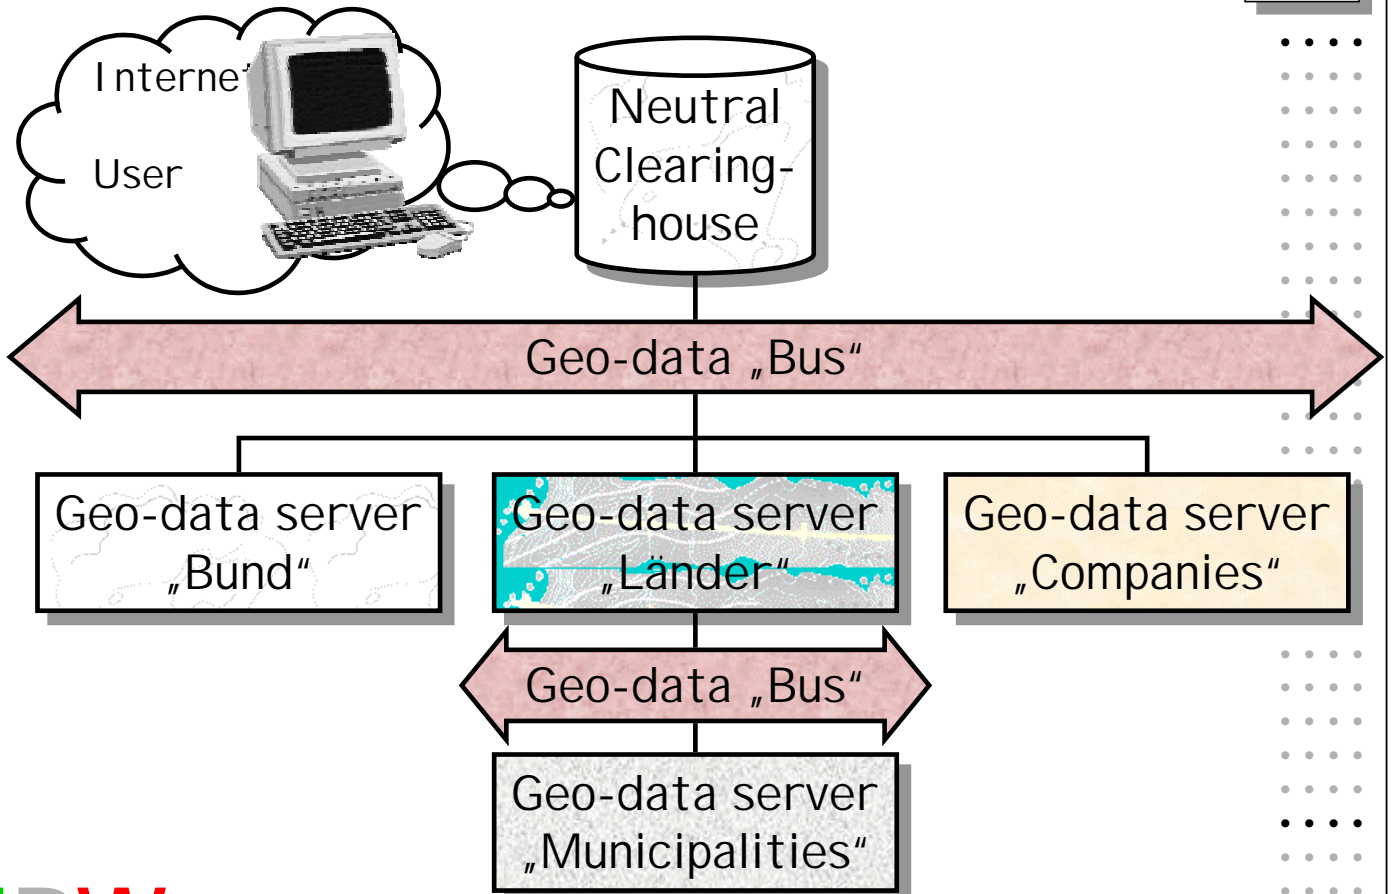 Internet
User
Neutral
Clearing-
house
Geo-data „Bus“
Geo-data server
„Bund“
Geo-data server
„Länder“
Geo-data server
„Companies“
Geo-data „Bus“
Geo-data server
„Municipalities“